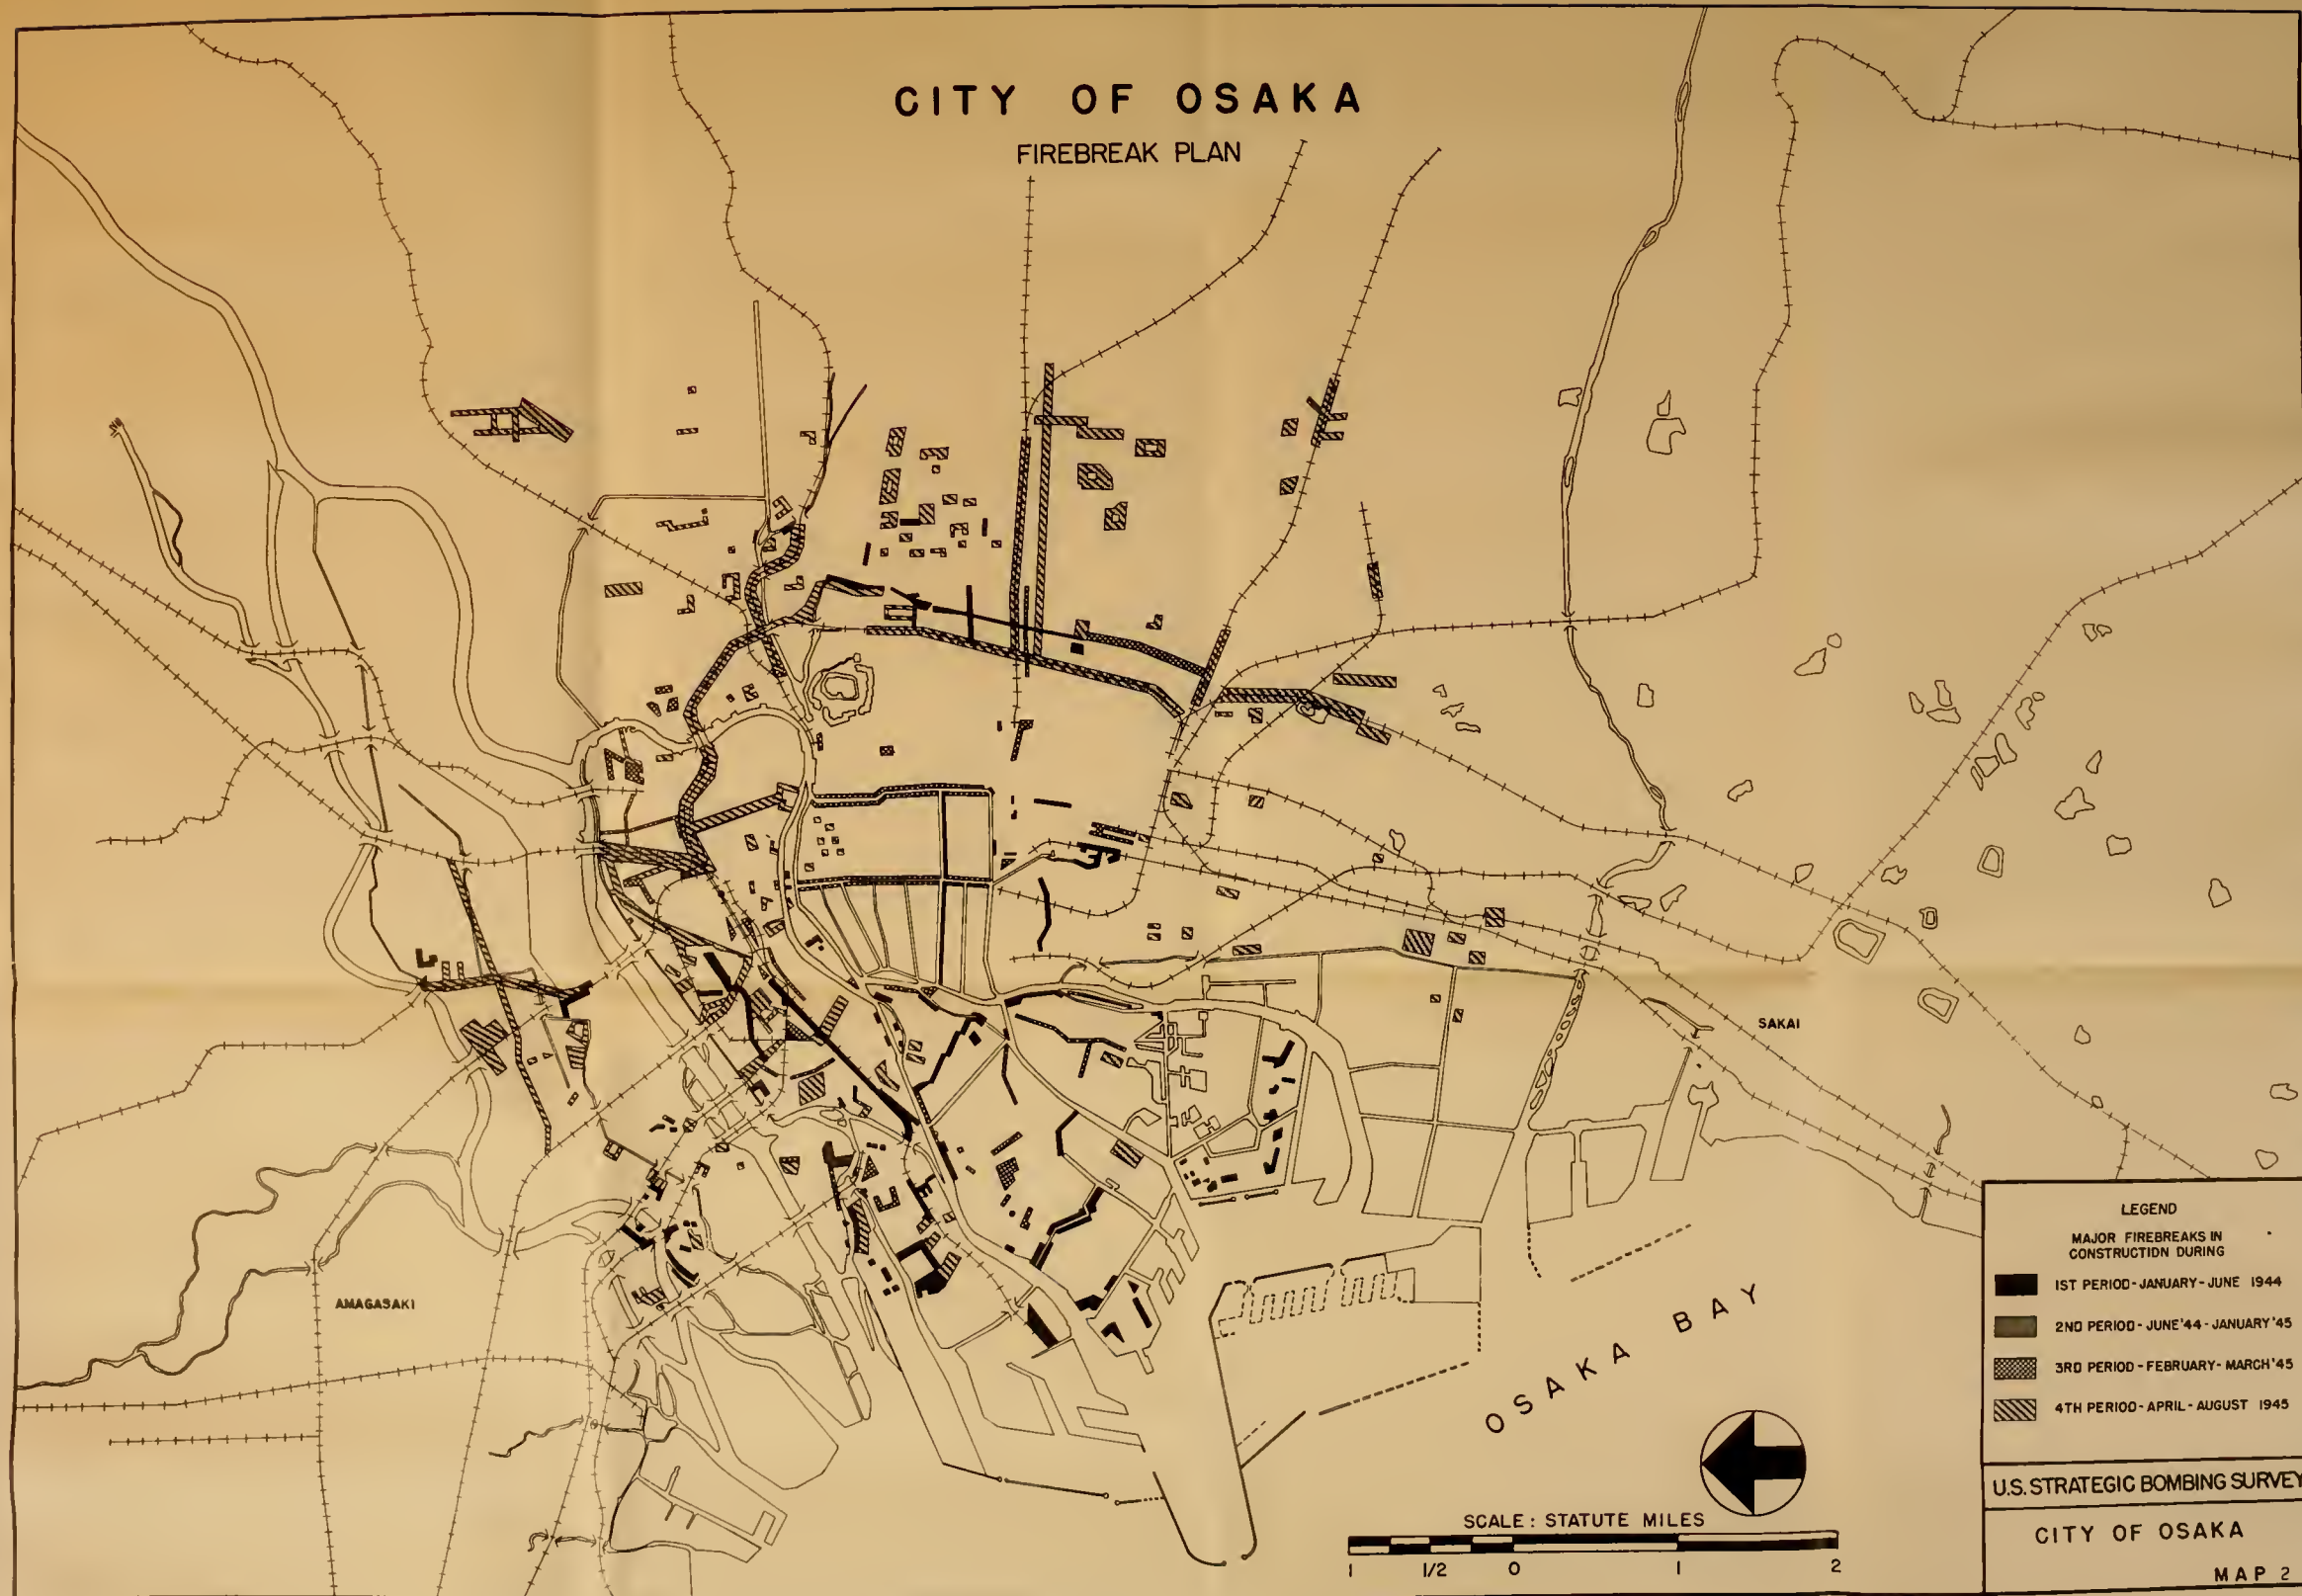 CITY OF OSAKA
FIREBREAK PLAN
SAKAI
AMAGASAKI
OSAKA BAY
LEGEND
MAJOR FIREBREAKS IN
CONSTRUCTION DURING
1ST PERIOD - JANUARY - JUNE 1944
2ND PERIOD - JUNE '44 - JANUARY '45
3RD PERIOD - FEBRUARY - MARCH '45
4TH PERIOD - APRIL - AUGUST 1945
SCALE : STATUTE MILES
1 1/2 0 1 2
U.S. STRATEGIC BOMBING SURVEY
CITY OF OSAKA
MAP 2